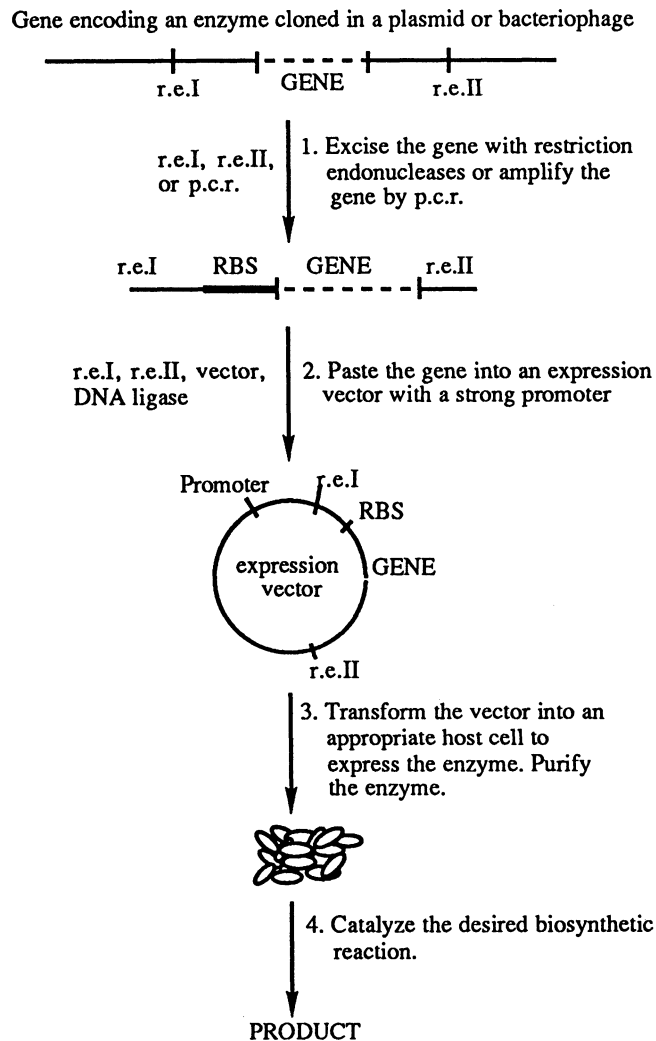 Gene encoding an enzyme cloned in a plasmid or bacteriophage
r.e.I GENE r.e.II
r.e.I, r.e.II,
or p.c.r.
1. Excise the gene with restriction
endonucleases or amplify the
gene by p.c.r.
r.e.I RBS GENE r.e.II
r.e.I, r.e.II, vector,
DNA ligase
2. Paste the gene into an expression
vector with a strong promoter
Promoter r.e.I
RBS
expression
vector
GENE
r.e.II
3. Transform the vector into an
appropriate host cell to
express the enzyme. Purify
the enzyme.
4. Catalyze the desired biosynthetic
reaction.
PRODUCT